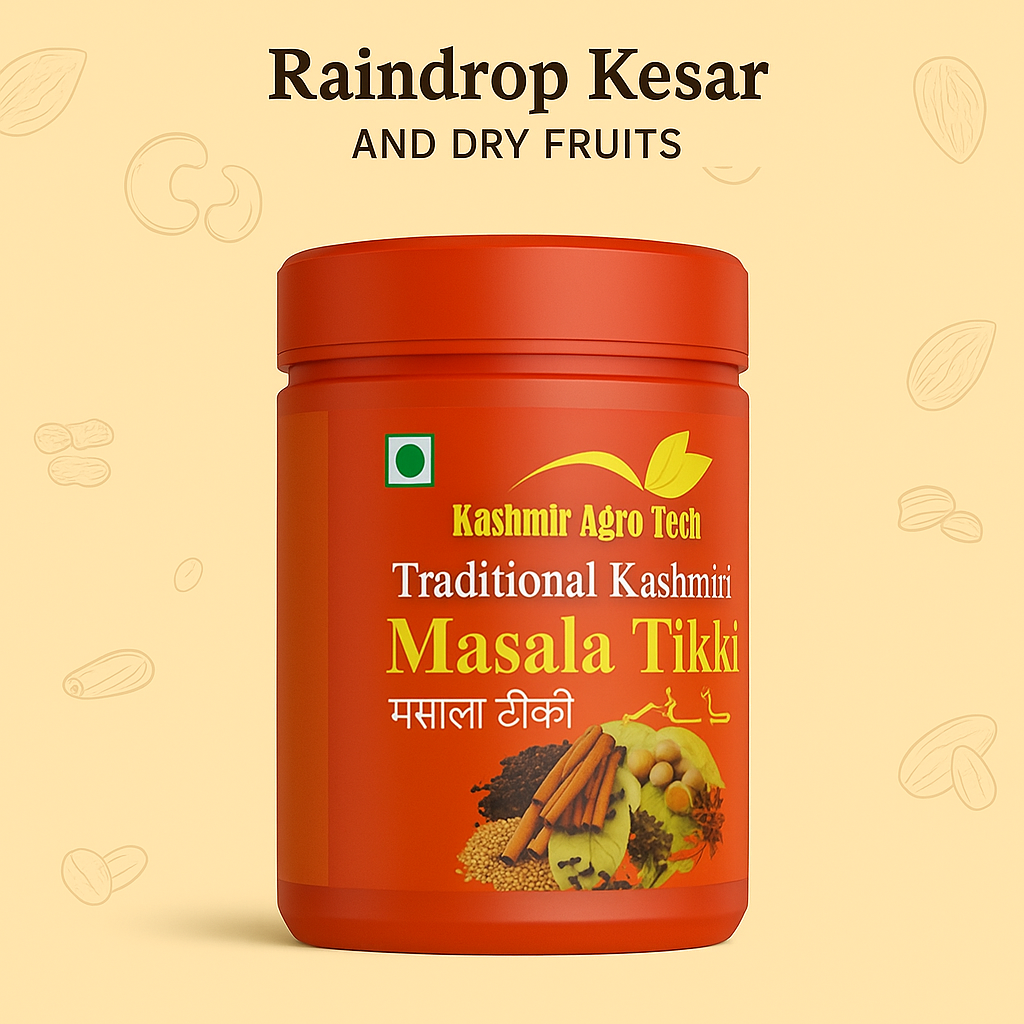 Raindrop Kesar
AND DRY FRUITS
Kashmir Agro Tech
Traditional Kashmiri
Masala Tikki
मसाला टीकी